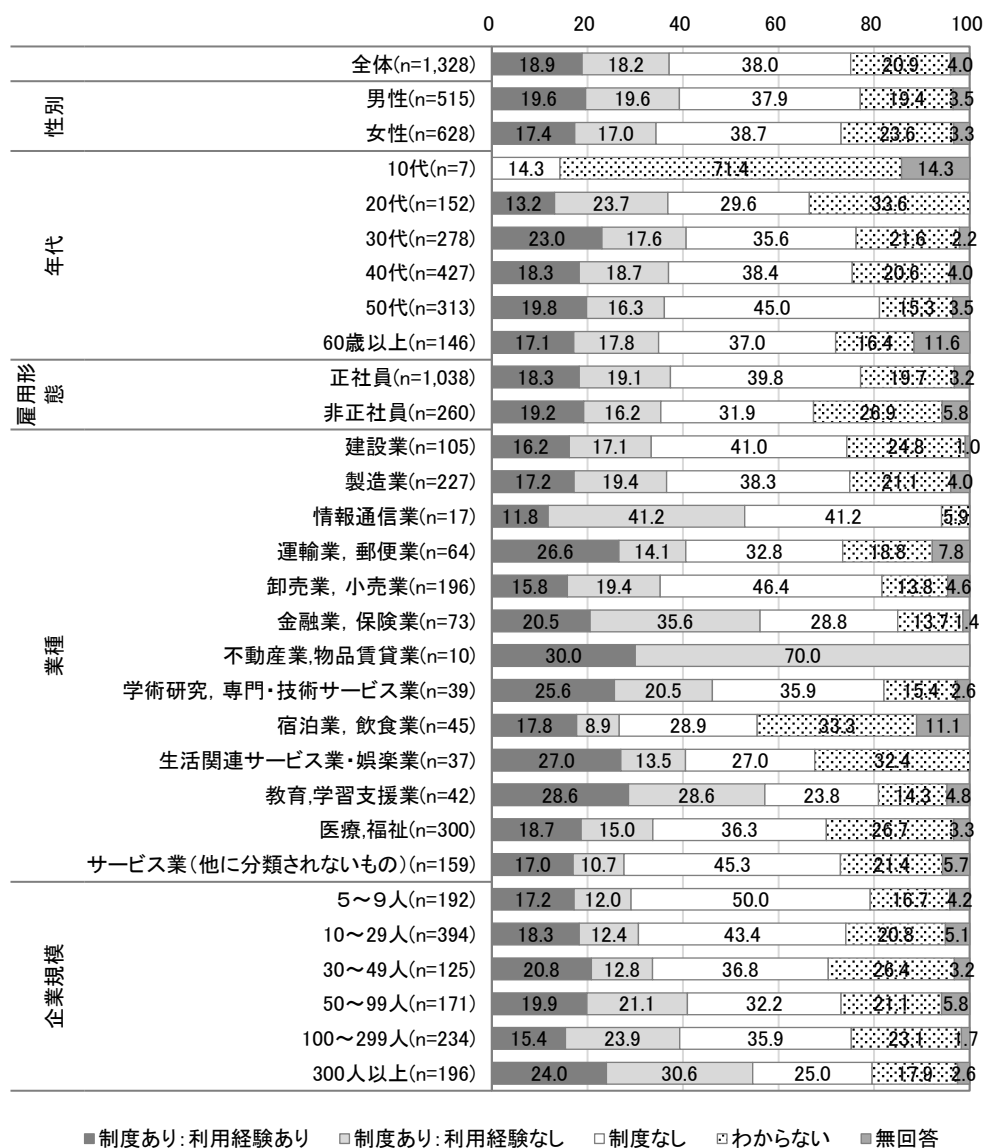 0 20 40 60 80 100
全体(n=1,328) 18.9 18.2 38.0 20.9 4.0
性別
男性(n=515) 19.6 19.6 37.9 19.4 3.5
女性(n=628) 17.4 17.0 38.7 23.6 3.3
年代
10代(n=7) 14.3 71.4 14.3
20代(n=152) 13.2 23.7 29.6 33.6
30代(n=278) 23.0 17.6 35.6 21.6 2.2
40代(n=427) 18.3 18.7 38.4 20.6 4.0
50代(n=313) 19.8 16.3 45.0 15.3 3.5
60歳以上(n=146) 17.1 17.8 37.0 16.4 11.6
雇用形態
正社員(n=1,038) 18.3 19.1 39.8 19.7 3.2
非正社員(n=260) 19.2 16.2 31.9 26.9 5.8
業種
建設業(n=105) 16.2 17.1 41.0 24.8 1.0
製造業(n=227) 17.2 19.4 38.3 21.1 4.0
情報通信業(n=17) 11.8 41.2 41.2 5.9
運輸業, 郵便業(n=64) 26.6 14.1 32.8 18.8 7.8
卸売業, 小売業(n=196) 15.8 19.4 46.4 13.8 4.6
金融業, 保険業(n=73) 20.5 35.6 28.8 13.7 1.4
不動産業,物品賃貸業(n=10) 30.0 70.0
学術研究, 専門・技術サービス業(n=39) 25.6 20.5 35.9 15.4 2.6
宿泊業, 飲食業(n=45) 17.8 8.9 28.9 33.3 11.1
生活関連サービス業・娯楽業(n=37) 27.0 13.5 27.0 32.4
教育,学習支援業(n=42) 28.6 28.6 23.8 14.3 4.8
医療,福祉(n=300) 18.7 15.0 36.3 26.7 3.3
サービス業(他に分類されないもの)(n=159) 17.0 10.7 45.3 21.4 5.7
企業規模
5～9人(n=192) 17.2 12.0 50.0 16.7 4.2
10～29人(n=394) 18.3 12.4 43.4 20.8 5.1
30～49人(n=125) 20.8 12.8 36.8 26.4 3.2
50～99人(n=171) 19.9 21.1 32.2 21.1 5.8
100～299人(n=234) 15.4 23.9 35.9 23.1 1.7
300人以上(n=196) 24.0 30.6 25.0 17.9 2.6
制度あり:利用経験あり 制度あり:利用経験なし 制度なし わからない 無回答